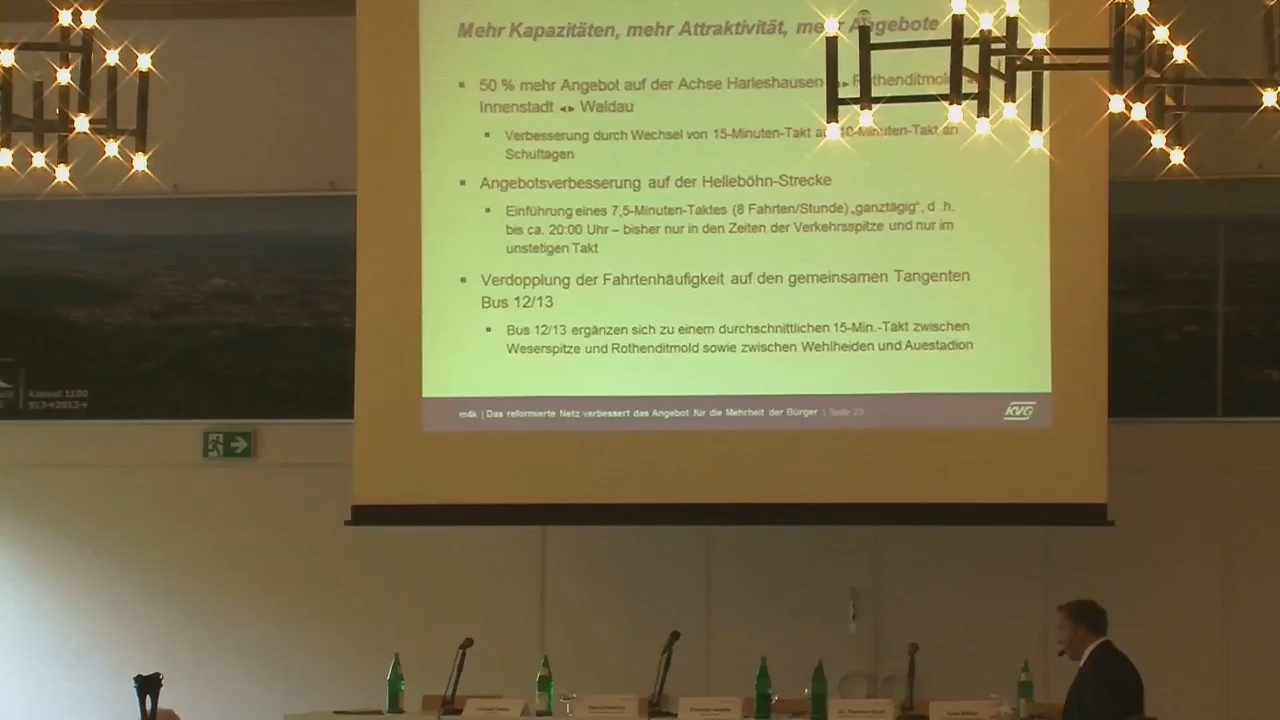 Mehr Kapazitäten, mehr Attraktivität, mehr Angebote
50 % mehr Angebot auf der Achse Harleshausen ◄► Rothenditmold
Innenstadt ◄► Waldau
Verbesserung durch Wechsel von 15-Minuten-Takt auf 10-Minuten-Takt an
Schultagen
Angebotsverbesserung auf der Helleböhn-Strecke
Einführung eines 7,5-Minuten-Taktes (8 Fahrten/Stunde) „ganztägig“, d .h.
bis ca. 20:00 Uhr – bisher nur in den Zeiten der Verkehrsspitze und nur im
unstetigen Takt
Verdopplung der Fahrtenhäufigkeit auf den gemeinsamen Tangenten
Bus 12/13
Bus 12/13 ergänzen sich zu einem durchschnittlichen 15-Min.-Takt zwischen
Weserspitze und Rothenditmold sowie zwischen Wehlheiden und Auestadion
m4k | Das reformierte Netz verbessert das Angebot für die Mehrheit der Bürger | Seite 23
KVG
Kassel 1100
913→2013→